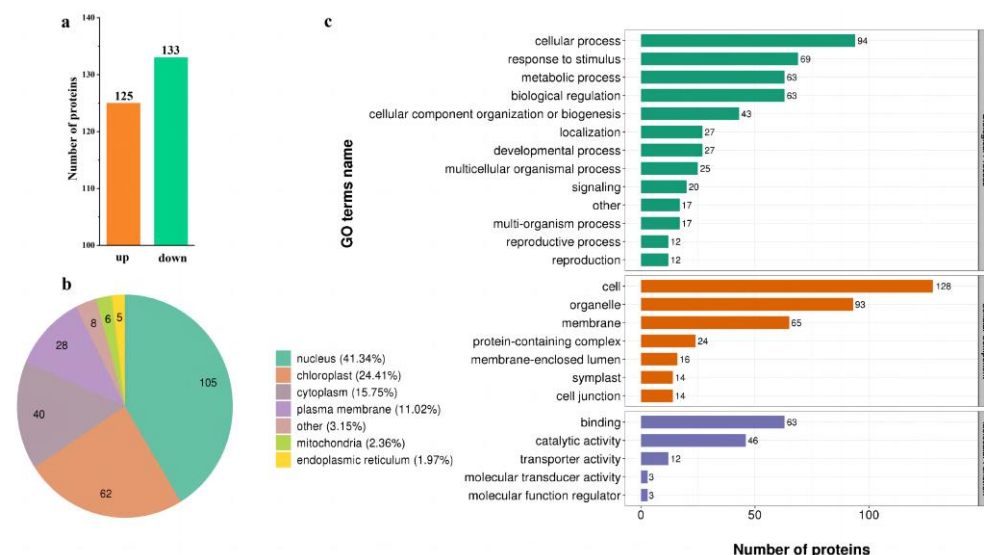 a
140
130
120
110
100
Number of proteins
125
133
up
down
b
105
62
40
28
8
6
5
nucleus (41.34%)
chloroplast (24.41%)
cytoplasm (15.75%)
plasma membrane (11.02%)
other (3.15%)
mitochondria (2.36%)
endoplasmic reticulum (1.97%)
c
GO terms name
cellular process 94
response to stimulus 69
metabolic process 63
biological regulation 63
cellular component organization or biogenesis 43
localization 27
developmental process 27
multicellular organismal process 25
signaling 20
other 17
multi-organism process 17
reproductive process 12
reproduction 12
cell 128
organelle 93
membrane 65
protein-containing complex 24
membrane-enclosed lumen 16
symplast 14
cell junction 14
binding 63
catalytic activity 46
transporter activity 12
molecular transducer activity 3
molecular function regulator 3
0 50 100
Number of proteins